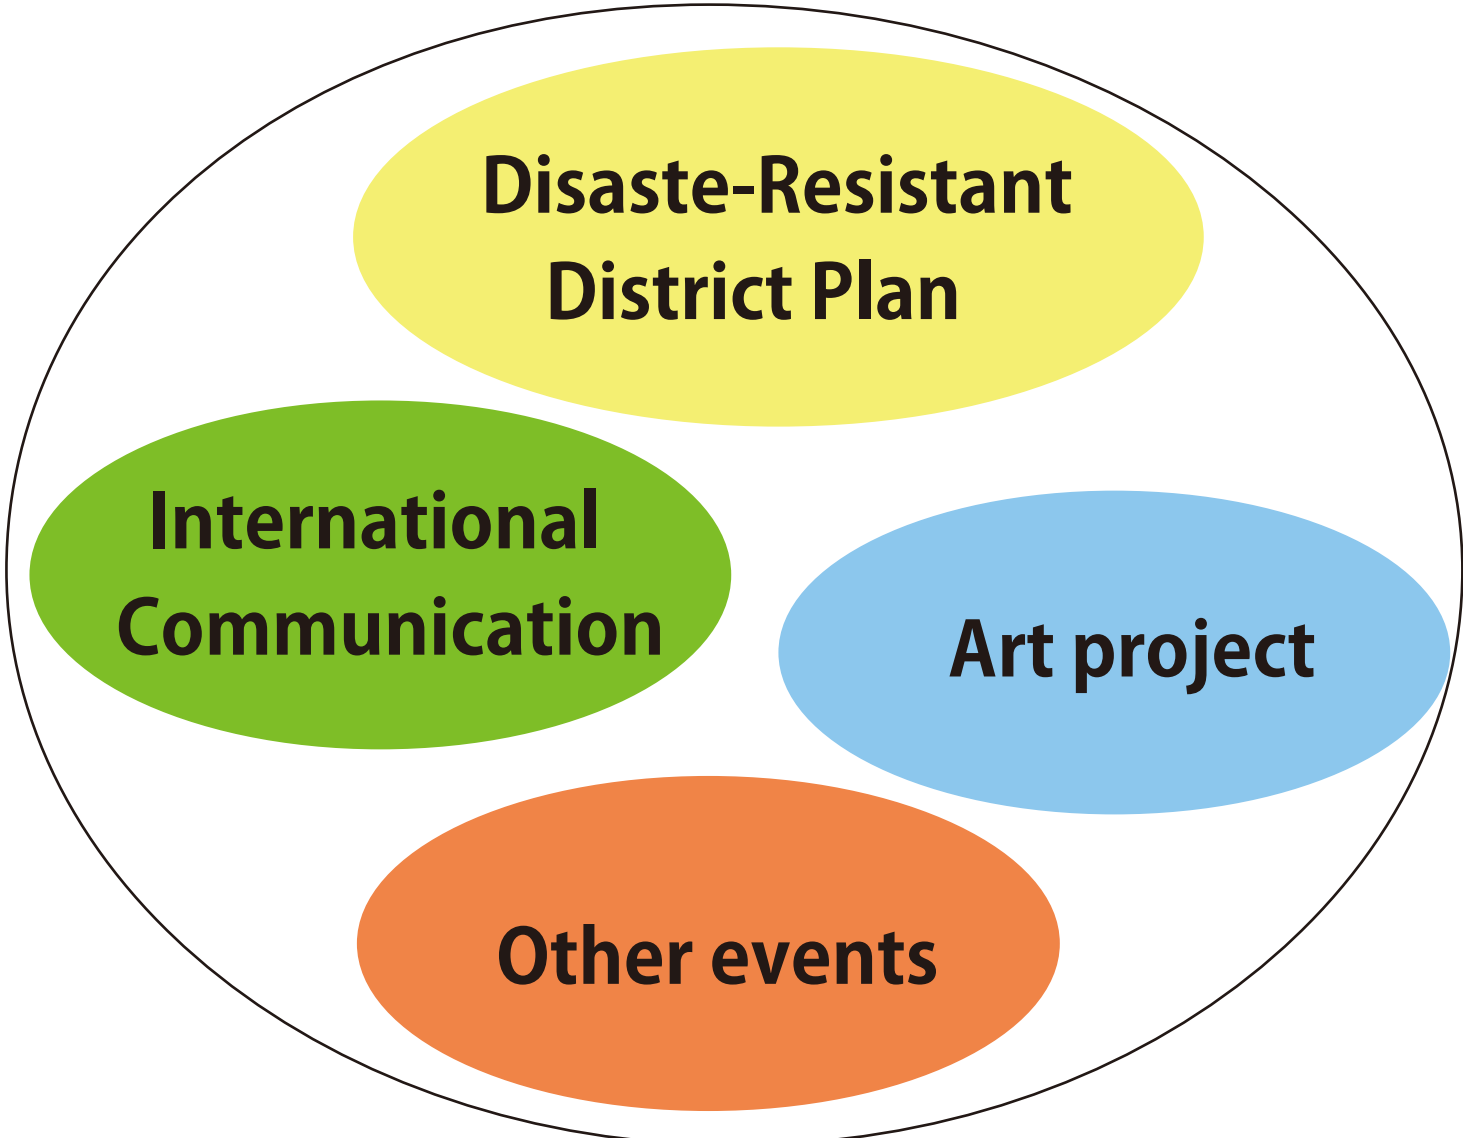 Disaste-Resistant
District Plan
International
Communication
Art project
Other events